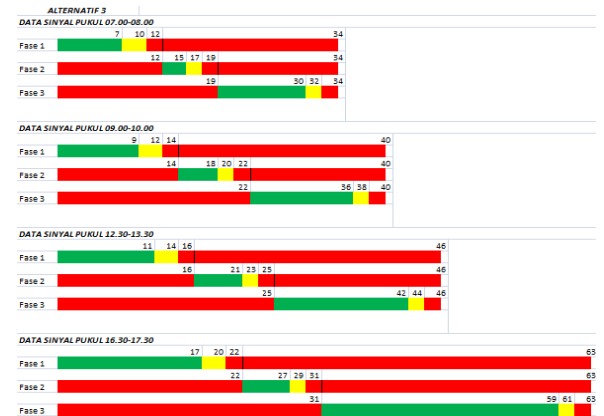 ALTERNATIF 3
DATA SINYAL PUKUL 07.00-08.00
7 10 12 34
Fase 1
12 15 17 19 34
Fase 2
19 30 32 34
Fase 3
DATA SINYAL PUKUL 09.00-10.00
9 12 14 40
Fase 1
14 18 20 22 40
Fase 2
22 36 38 40
Fase 3
DATA SINYAL PUKUL 12.30-13.30
11 14 16 46
Fase 1
16 21 23 25 46
Fase 2
25 42 44 46
Fase 3
DATA SINYAL PUKUL 16.30-17.30
17 20 22 63
Fase 1
22 27 29 31 63
Fase 2
31 59 61 63
Fase 3